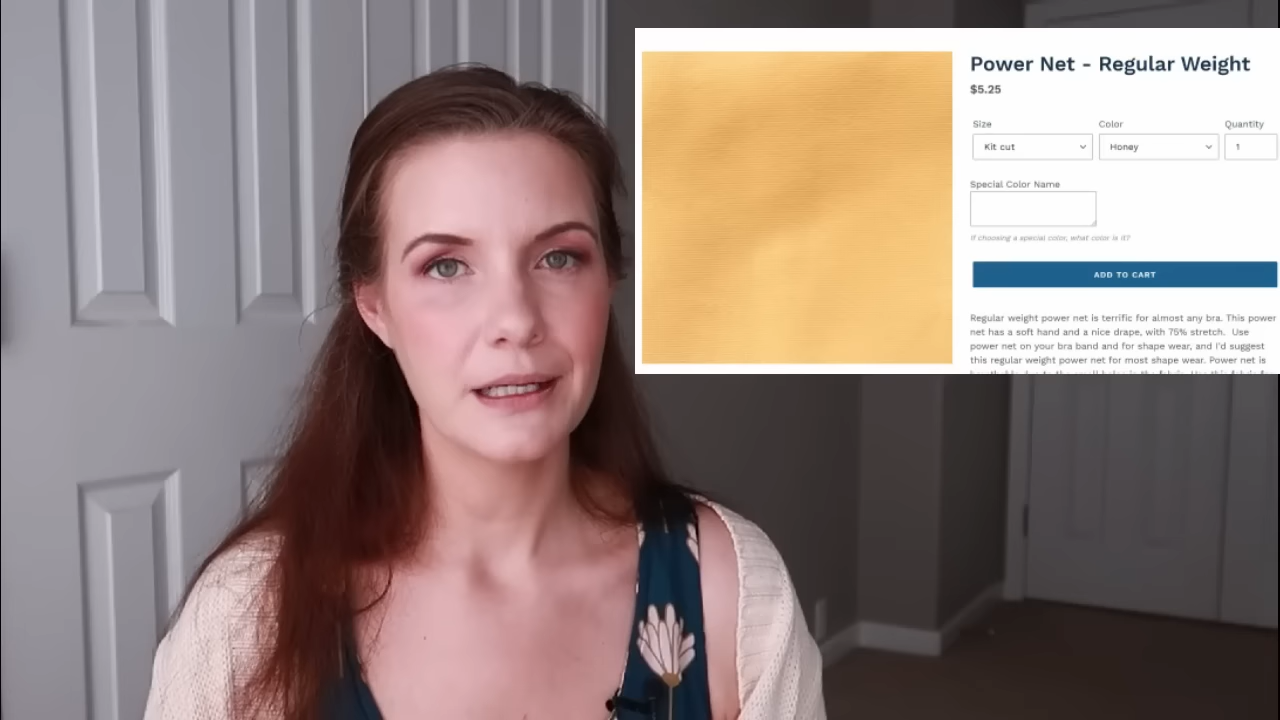 Power Net - Regular Weight
$5.25
Size Color Quantity
Kit cut Honey 1
Special Color Name
If choosing a special color, what color is it?
ADD TO CART
Regular weight power net is terrific for almost any bra. This power
net has a soft hand and a nice drape, with 75% stretch. Use
power net on your bra band and for shape wear, and I'd suggest
this regular weight power net for most shape wear. Power net is